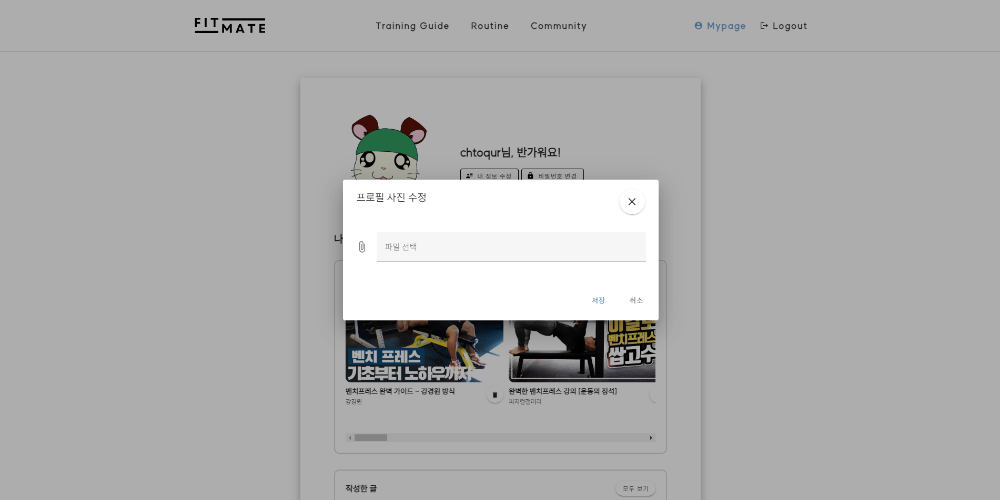 FITMATE
Training Guide
Routine
Community
Mypage
Logout
chtoqur님, 반가워요!
내 정보 수정
비밀번호 변경
프로필 사진 수정
나
파일 선택
저장
취소
벤치 프레스
기초부터 노하우까지
벤치프레스
쌉고수
벤치프레스 완벽 가이드 - 강경원 방식
강경원
완벽한 벤치프레스 강의 [운동의 정석]
피지컬갤러리
작성한 글
모두 보기